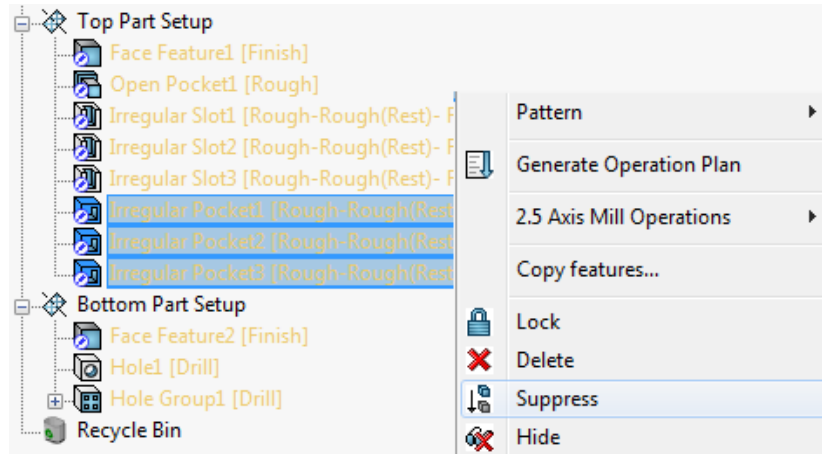 Top Part Setup
Face Feature1 [Finish]
Open Pocket1 [Rough]
Irregular Slot1 [Rough-Rough(Rest)- F
Irregular Slot2 [Rough-Rough(Rest)- F
Irregular Slot3 [Rough-Rough(Rest)- F
Irregular Pocket1 [Rough-Rough(Rest
Irregular Pocket2 [Rough-Rough(Rest
Irregular Pocket3 [Rough-Rough(Rest
Bottom Part Setup
Face Feature2 [Finish]
Hole1 [Drill]
Hole Group1 [Drill]
Recycle Bin
Pattern
Generate Operation Plan
2.5 Axis Mill Operations
Copy features...
Lock
Delete
Suppress
Hide